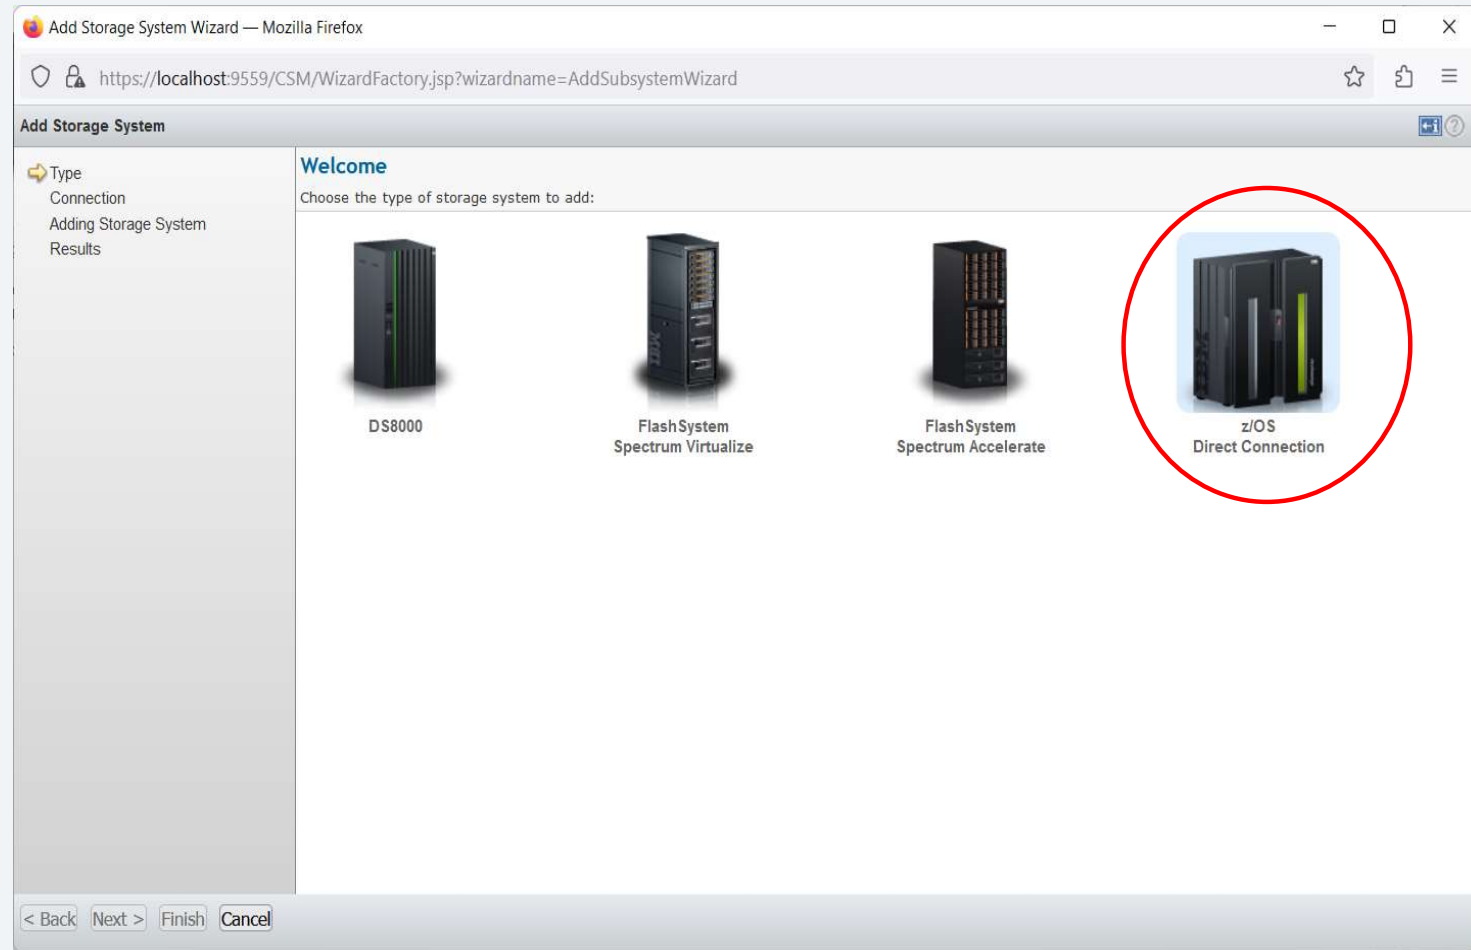 Add Storage System Wizard — Mozilla Firefox
https://localhost:9559/CSM/WizardFactory.jsp?wizardname=AddSubsystemWizard
Add Storage System
Type
Connection
Adding Storage System
Results
Welcome
Choose the type of storage system to add:
DS8000
FlashSystem
Spectrum Virtualize
FlashSystem
Spectrum Accelerate
z/OS
Direct Connection
< Back Next > Finish Cancel